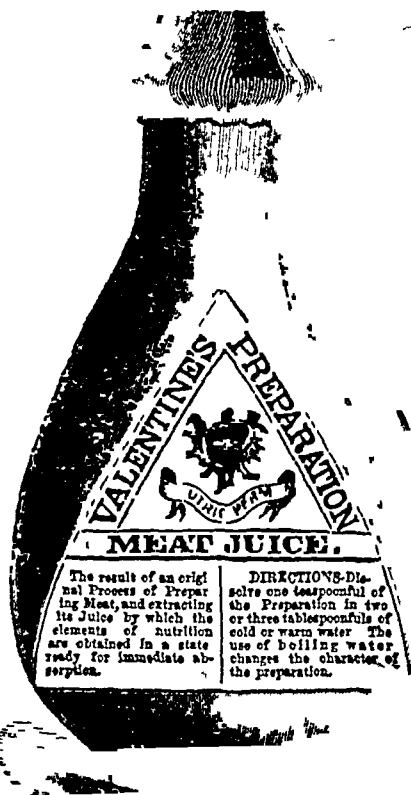 VALENTINE'S PREPARATION
MEAT JUICE.
The result of an origi
nal Process of Prepar
ing Meat, and extracting
its Juice by which the
elements of nutrition
are obtained in a state
ready for immediate ab-
sorption.
DIRECTIONS-Dis-
solve one teaspoonful of
the Preparation in two
or three tablespoonfuls of
cold or warm water The
use of boiling water
changes the character of
the preparation.